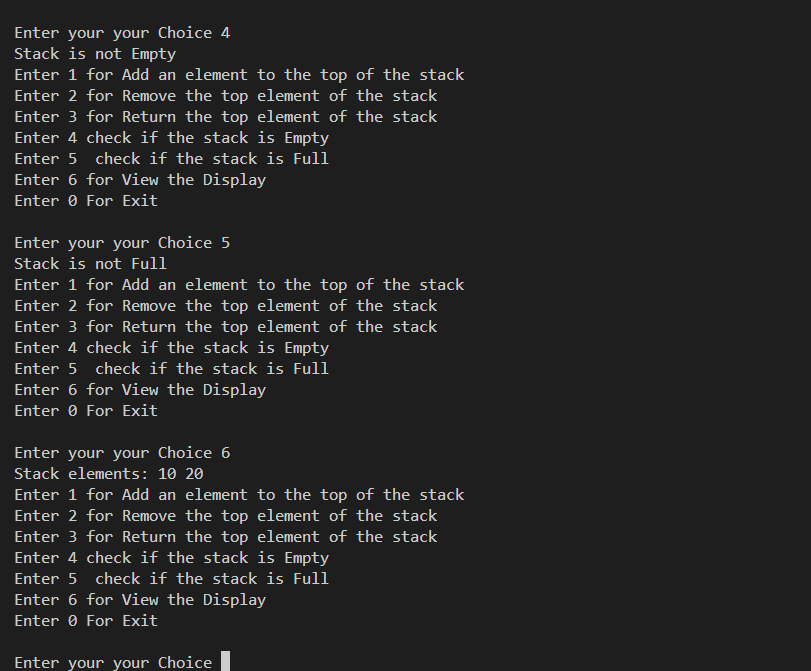 Enter your your Choice 4
Stack is not Empty
Enter 1 for Add an element to the top of the stack
Enter 2 for Remove the top element of the stack
Enter 3 for Return the top element of the stack
Enter 4 check if the stack is Empty
Enter 5  check if the stack is Full
Enter 6 for View the Display
Enter 0 For Exit

Enter your your Choice 5
Stack is not Full
Enter 1 for Add an element to the top of the stack
Enter 2 for Remove the top element of the stack
Enter 3 for Return the top element of the stack
Enter 4 check if the stack is Empty
Enter 5  check if the stack is Full
Enter 6 for View the Display
Enter 0 For Exit

Enter your your Choice 6
Stack elements: 10 20
Enter 1 for Add an element to the top of the stack
Enter 2 for Remove the top element of the stack
Enter 3 for Return the top element of the stack
Enter 4 check if the stack is Empty
Enter 5  check if the stack is Full
Enter 6 for View the Display
Enter 0 For Exit

Enter your your Choice